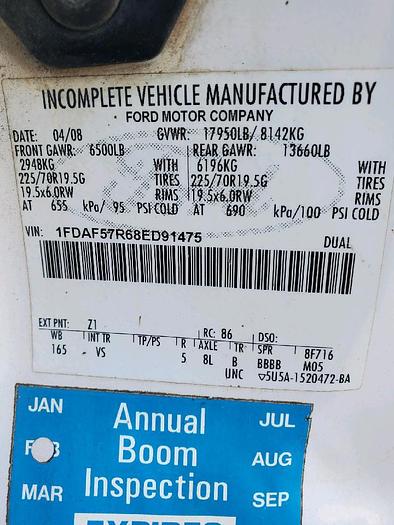 INCOMPLETE VEHICLE MANUFACTURED BY
FORD MOTOR COMPANY
DATE: 04/08 GVWR: 17950LB/ 8142KG
FRONT GAWR: 6500LB REAR GAWR: 13660LB
2948KG WITH 6196KG WITH
225/70R19.5G TIRES 225/70R19.5G TIRES
19.5x6.0RW RIMS 19.5x6.0RW RIMS
AT 655 kPa/ 95 PSI COLD AT 690 kPa/100 PSI COLD
VIN: 1FDAF57R68ED91475 DUAL
EXT PNT: Z1 RC: 86 DSO:
WB INT TR TP/PS R AXLE TR SPR 8F716
165 VS 5 8L B BBBB M05
UNC ▽5U5A-1520472-BA
JAN Annual JUL
FEB Boom AUG
MAR Inspection SEP
EXPIRES